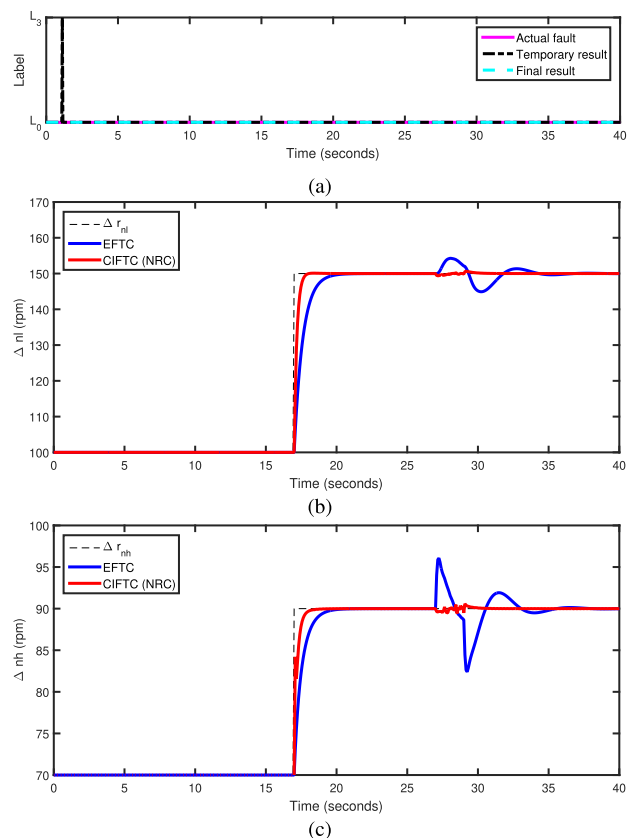 L3
Label
L0
Actual fault
Temporary result
Final result
0 5 10 15 20 25 30 35 40
Time (seconds)
(a)
170
160
150
140
130
120
110
100
Δ nl (rpm)
Δ rnl
EFTC
CIFTC (NRC)
0 5 10 15 20 25 30 35 40
Time (seconds)
(b)
100
95
90
85
80
75
70
Δ nh (rpm)
Δ rnh
EFTC
CIFTC (NRC)
0 5 10 15 20 25 30 35 40
Time (seconds)
(c)